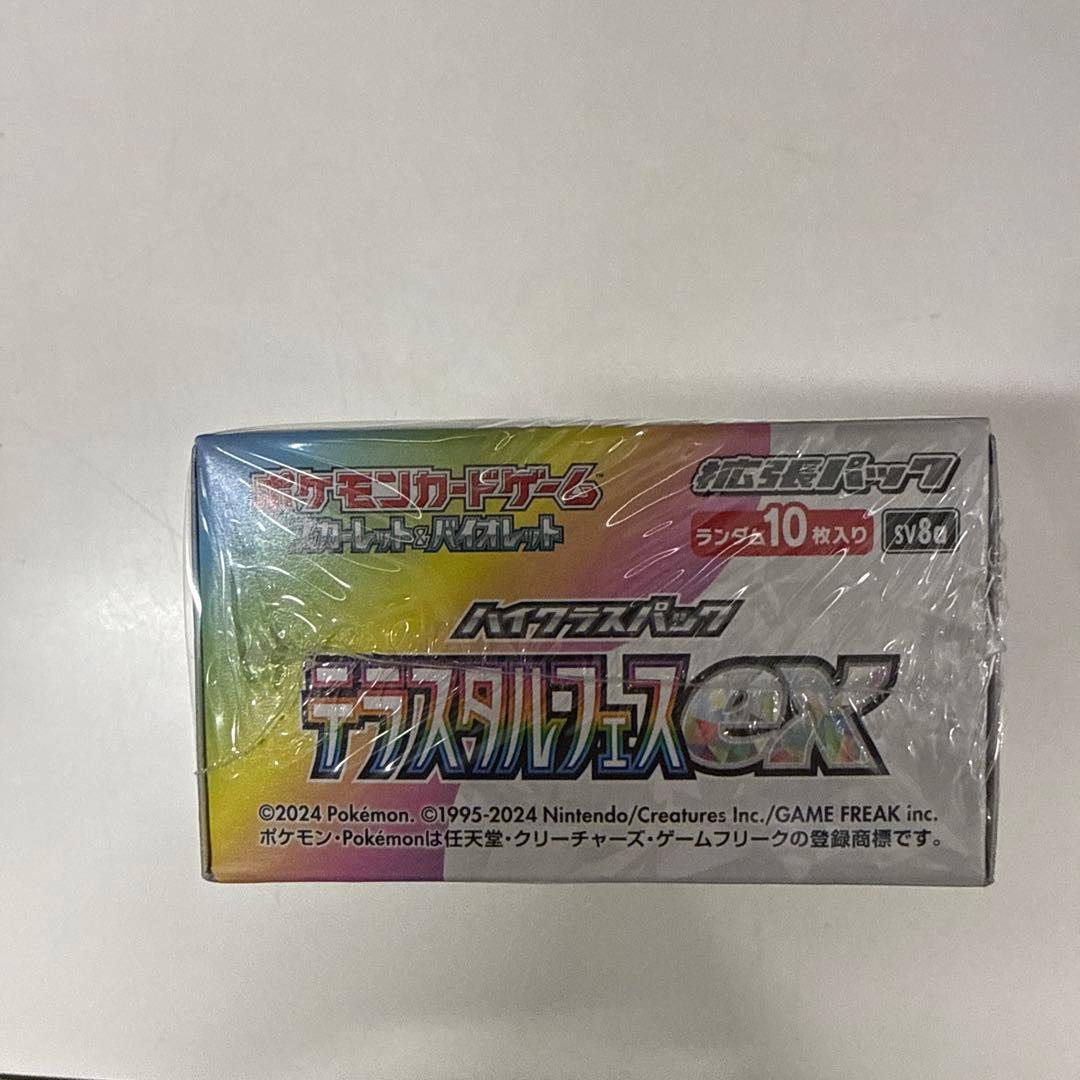 ポケモンカードゲーム™
スカーレット&バイオレット
拡張パック
ランダム10枚入り sv8a
ハイクラスパック
テラスタルフェスex
©2024 Pokémon. ©1995-2024 Nintendo/Creatures Inc./GAME FREAK inc.
ポケモン・Pokémonは任天堂・クリーチャーズ・ゲームフリークの登録商標です。